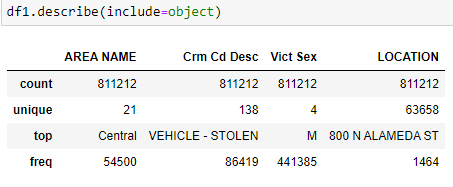 df1.describe(include=object)
AREA NAME Crm Cd Desc Vict Sex LOCATION
count 811212 811212 811212 811212
unique 21 138 4 63658
top Central VEHICLE - STOLEN M 800 N ALAMEDA ST
freq 54500 86419 441385 1464